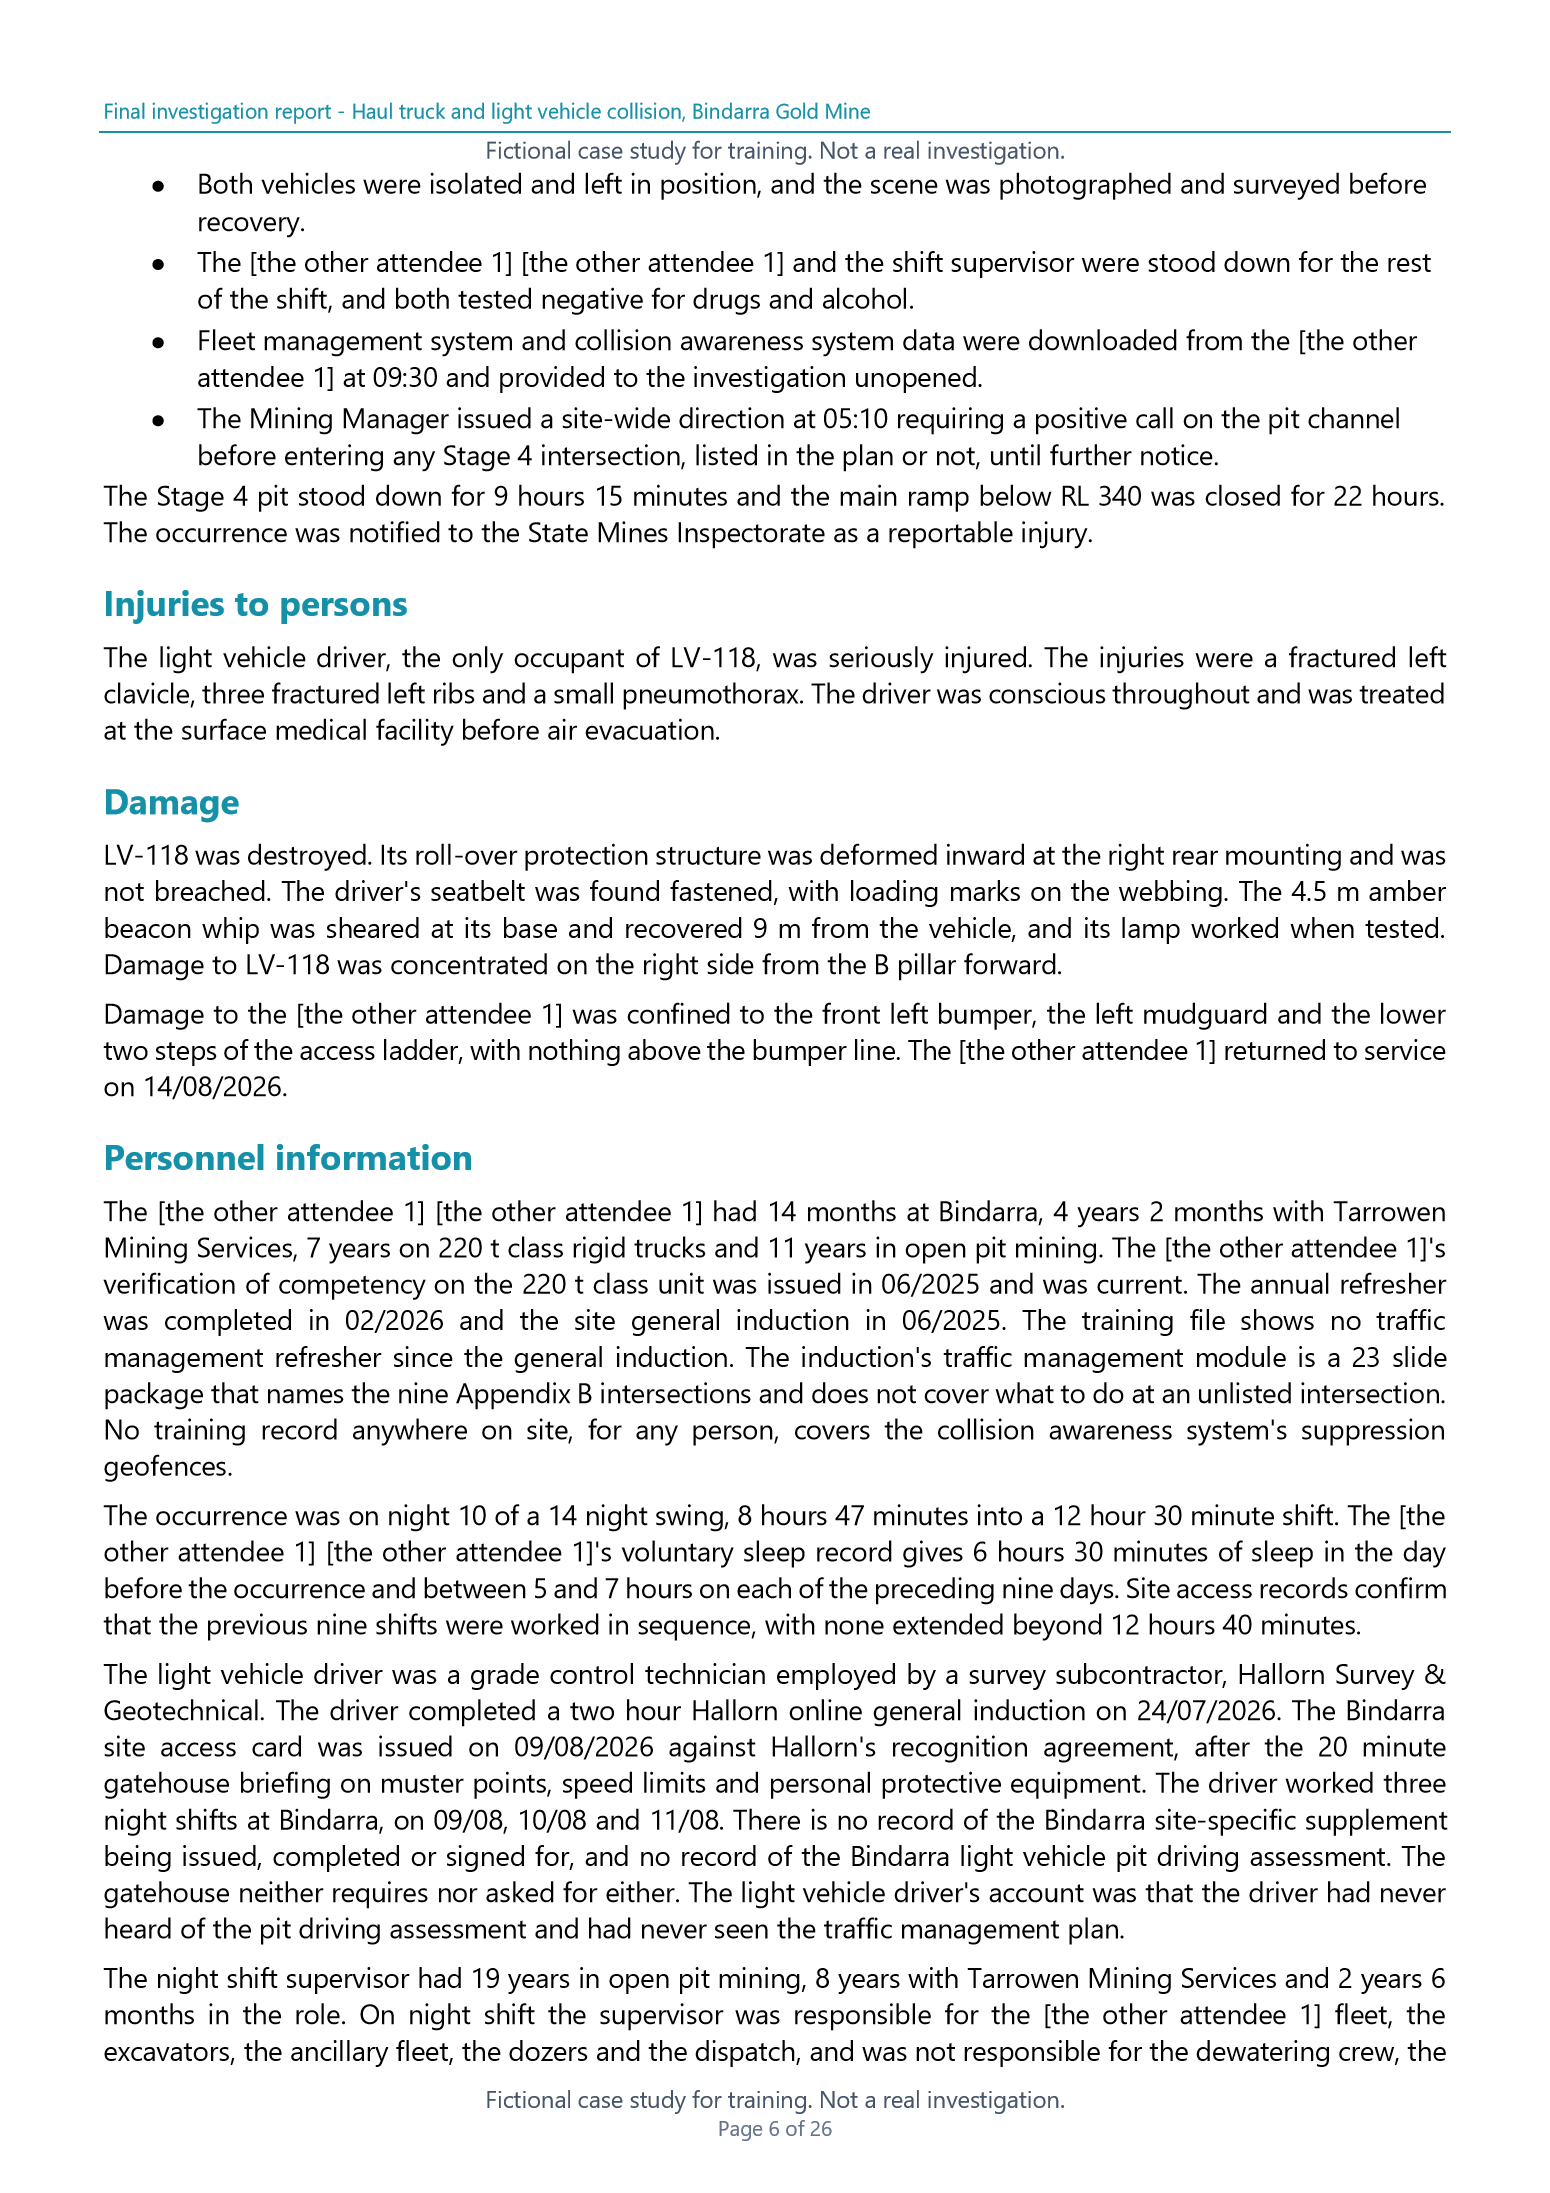 Final investigation report - Haul truck and light vehicle collision, Bindarra Gold Mine
Fictional case study for training. Not a real investigation.
● Both vehicles were isolated and left in position, and the scene was photographed and surveyed before
recovery.
● The [the other attendee 1] [the other attendee 1] and the shift supervisor were stood down for the rest
of the shift, and both tested negative for drugs and alcohol.
● Fleet management system and collision awareness system data were downloaded from the [the other
attendee 1] at 09:30 and provided to the investigation unopened.
● The Mining Manager issued a site-wide direction at 05:10 requiring a positive call on the pit channel
before entering any Stage 4 intersection, listed in the plan or not, until further notice.
The Stage 4 pit stood down for 9 hours 15 minutes and the main ramp below RL 340 was closed for 22 hours.
The occurrence was notified to the State Mines Inspectorate as a reportable injury.
Injuries to persons
The light vehicle driver, the only occupant of LV-118, was seriously injured. The injuries were a fractured left
clavicle, three fractured left ribs and a small pneumothorax. The driver was conscious throughout and was treated
at the surface medical facility before air evacuation.
Damage
LV-118 was destroyed. Its roll-over protection structure was deformed inward at the right rear mounting and was
not breached. The driver's seatbelt was found fastened, with loading marks on the webbing. The 4.5 m amber
beacon whip was sheared at its base and recovered 9 m from the vehicle, and its lamp worked when tested.
Damage to LV-118 was concentrated on the right side from the B pillar forward.
Damage to the [the other attendee 1] was confined to the front left bumper, the left mudguard and the lower
two steps of the access ladder, with nothing above the bumper line. The [the other attendee 1] returned to service
on 14/08/2026.
Personnel information
The [the other attendee 1] [the other attendee 1] had 14 months at Bindarra, 4 years 2 months with Tarrowen
Mining Services, 7 years on 220 t class rigid trucks and 11 years in open pit mining. The [the other attendee 1]'s
verification of competency on the 220 t class unit was issued in 06/2025 and was current. The annual refresher
was completed in 02/2026 and the site general induction in 06/2025. The training file shows no traffic
management refresher since the general induction. The induction's traffic management module is a 23 slide
package that names the nine Appendix B intersections and does not cover what to do at an unlisted intersection.
No training record anywhere on site, for any person, covers the collision awareness system's suppression
geofences.
The occurrence was on night 10 of a 14 night swing, 8 hours 47 minutes into a 12 hour 30 minute shift. The [the
other attendee 1] [the other attendee 1]'s voluntary sleep record gives 6 hours 30 minutes of sleep in the day
before the occurrence and between 5 and 7 hours on each of the preceding nine days. Site access records confirm
that the previous nine shifts were worked in sequence, with none extended beyond 12 hours 40 minutes.
The light vehicle driver was a grade control technician employed by a survey subcontractor, Hallorn Survey &
Geotechnical. The driver completed a two hour Hallorn online general induction on 24/07/2026. The Bindarra
site access card was issued on 09/08/2026 against Hallorn's recognition agreement, after the 20 minute
gatehouse briefing on muster points, speed limits and personal protective equipment. The driver worked three
night shifts at Bindarra, on 09/08, 10/08 and 11/08. There is no record of the Bindarra site-specific supplement
being issued, completed or signed for, and no record of the Bindarra light vehicle pit driving assessment. The
gatehouse neither requires nor asked for either. The light vehicle driver's account was that the driver had never
heard of the pit driving assessment and had never seen the traffic management plan.
The night shift supervisor had 19 years in open pit mining, 8 years with Tarrowen Mining Services and 2 years 6
months in the role. On night shift the supervisor was responsible for the [the other attendee 1] fleet, the
excavators, the ancillary fleet, the dozers and the dispatch, and was not responsible for the dewatering crew, the
Fictional case study for training. Not a real investigation.
Page 6 of 26